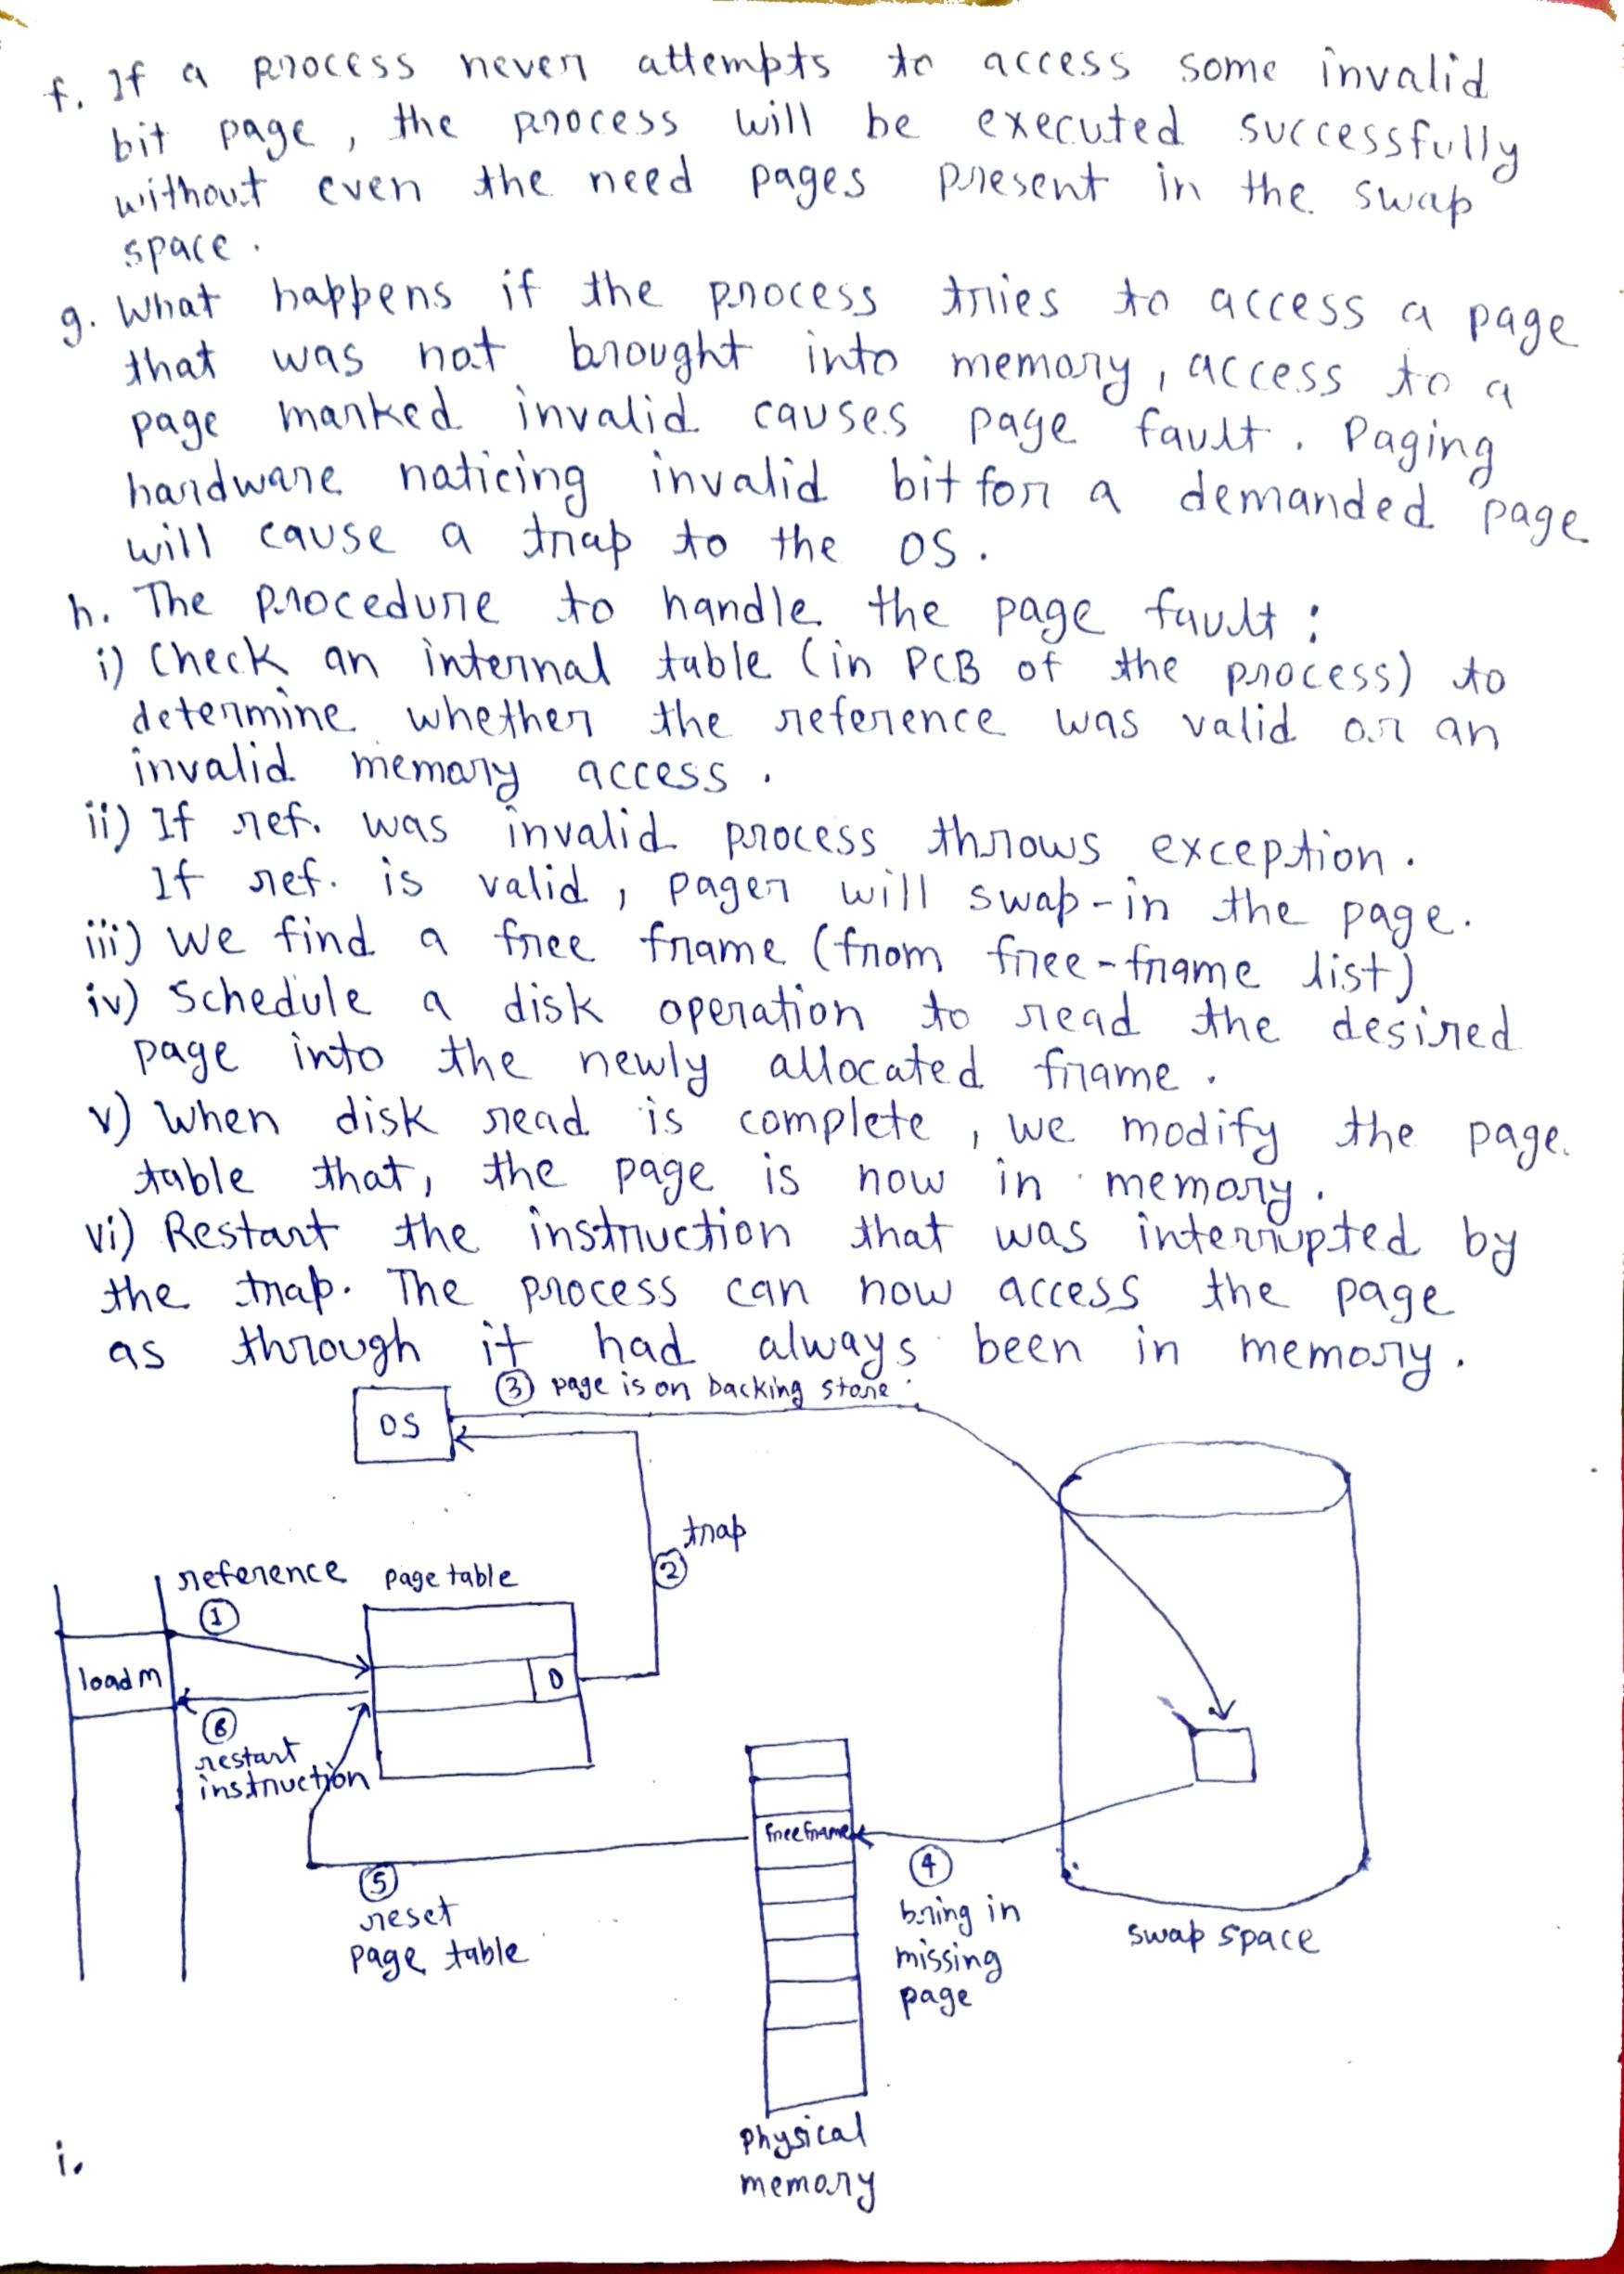 f. If a process never attempts to access some invalid
bit page, the process will be executed successfully
without even the need pages present in the swap
space.
g. What happens if the process tries to access a page
that was not brought into memory, access to a
page marked invalid causes page fault. Paging
hardware noticing invalid bit for a demanded page
will cause a trap to the OS.
h. The procedure to handle the page fault:
i) Check an internal table (in PCB of the process) to
determine whether the reference was valid or an
invalid memory access.
ii) If ref. was invalid process throws exception.
If ref. is valid, pager will swap-in the page.
iii) We find a free frame (from free-frame list)
iv) Schedule a disk operation to read the desired
page into the newly allocated frame.
v) When disk read is complete, we modify the page
table that, the page is now in memory.
vi) Restart the instruction that was interrupted by
the trap. The process can now access the page
as through it had always been in memory.
③ page is on backing store
OS
trap
②
reference
page table
①
load m
0
⑥
restart
instruction
free frame
④
bring in
missing
page
⑤
reset
page table
swap space
physical
memory
i.